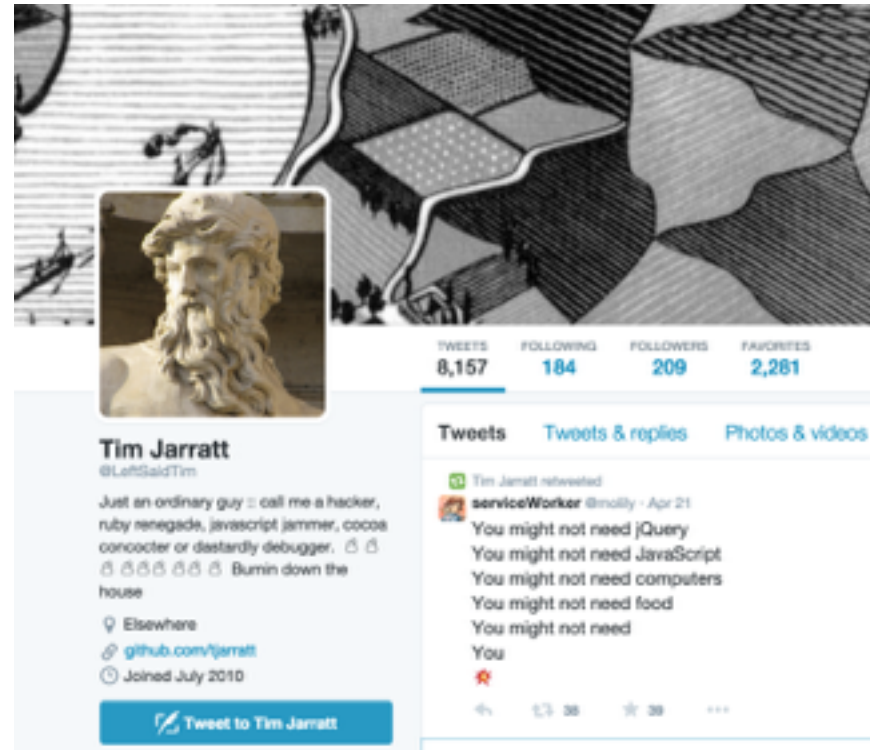 TWEETS FOLLOWING FOLLOWERS FAVORITES
8,157 184 209 2,281
Tim Jarratt
@LeftSaidTim
Just an ordinary guy :: call me a hacker,
ruby renegade, javascript jammer, cocoa
concocter or dastardly debugger.
Burnin down the
house
Elsewhere
github.com/tjarratt
Joined July 2010
Tweet to Tim Jarratt
Tweets Tweets & replies Photos & videos
Tim Jarratt retweeted
serviceWorker @molily · Apr 21
You might not need jQuery
You might not need JavaScript
You might not need computers
You might not need food
You might not need
You
38 39